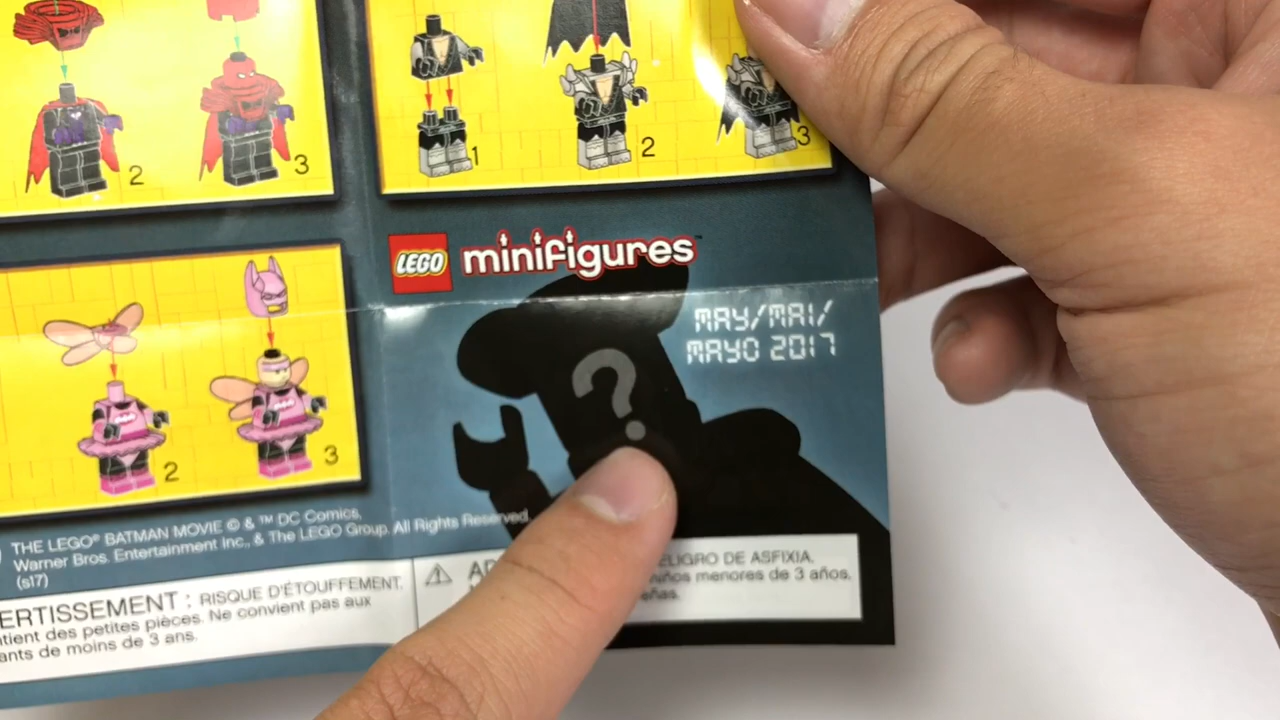 2
3
1
2
3
LEGO minifigures™
MAY/MAI/
MAYO 2017
2
3
THE LEGO® BATMAN MOVIE © & ™ DC Comics,
Warner Bros. Entertainment Inc., & The LEGO Group. All Rights Reserved.
(s17)
ERTISSEMENT : RISQUE D'ÉTOUFFEMENT.
tient des petites pièces. Ne convient pas aux
ants de moins de 3 ans.
?
AD
ELIGRO DE ASFIXIA.
niños menores de 3 años.
eñas.